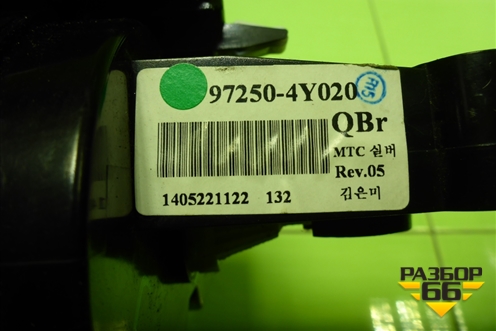 97250-4Y020
QBr
MTC 실버
Rev.05
김은미
1405221122 132
РАЗБОР
66